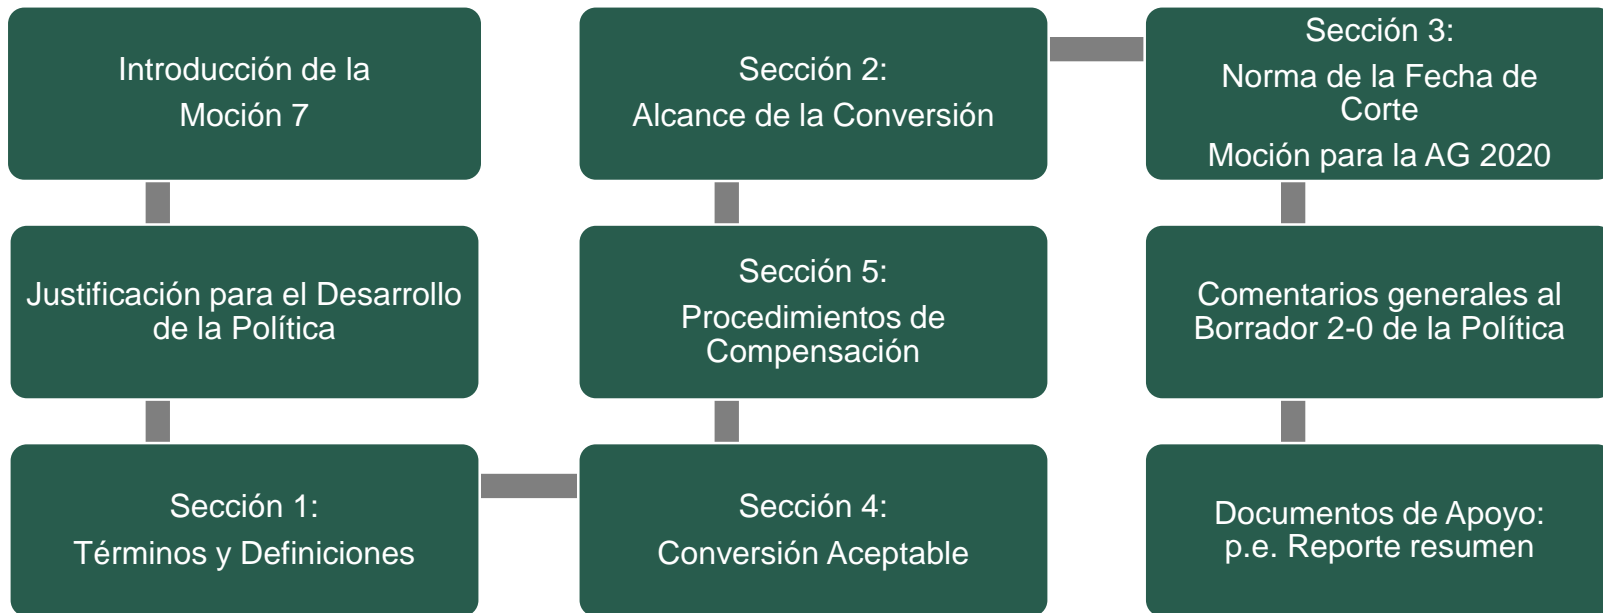 Introducción de la
Moción 7
Justificación para el Desarrollo
de la Política
Sección 1:
Términos y Definiciones
Sección 4:
Conversión Aceptable
Sección 5:
Procedimientos de
Compensación
Sección 2:
Alcance de la Conversión
Sección 3:
Norma de la Fecha de
Corte
Moción para la AG 2020
Comentarios generales al
Borrador 2-0 de la Política
Documentos de Apoyo:
p.e. Reporte resumen